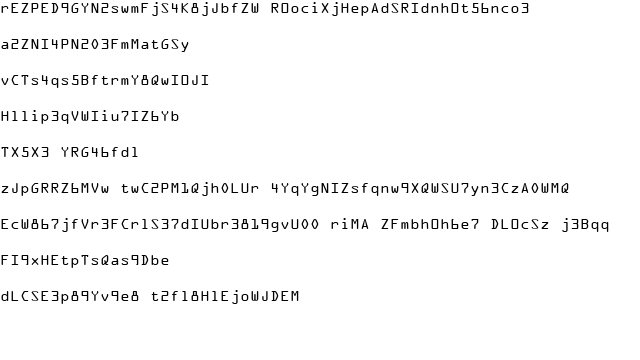 rEZPED9GYN2swmFjS4K8jJbfZW ROociXjHepAdSRIdnhOt56nco3
a2ZNI4PN203FmMatGSy
vCTs4qs5BftrmY8QwIOJI
H1lip3qVWIiu7IZ6Yb
TX5X3 YRG46fdl
zJpGRRZ6MVw twC2PM1QjhOLUr 4YqYgNIZsfqnw9XQWSU7yn3CzA0WMQ
EcW867jfVr3FCrlS37dIUbr3819gvU00 riMA ZFmbhOh6e7 DLOcSz j3Bqq
FI9xHEtpTsQas9Dbe
dLCSE3p89Yv9e8 t2fl8H1EjoWJDEM